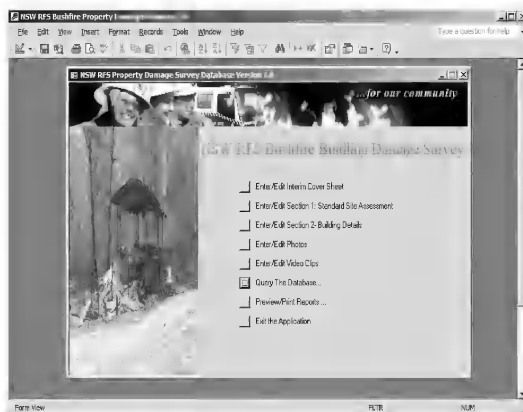 NSW RFS Bushfire Property
File Edit View Insert Format Records Tools Window Help Type a question for help
NSW RFS Property Damage Survey Database Version
...for our community
NSW RFS Bushfire Building Damage Survey
Enter/Edit Interim Cover Sheet
Enter/Edit Section 1: Standard Site Assessment
Enter/Edit Section 2- Building Details
Enter/Edit Photos
Enter/Edit Video Clips
Query The Database...
Preview/Print Reports...
Exit the Application
Form View FLTR NUM